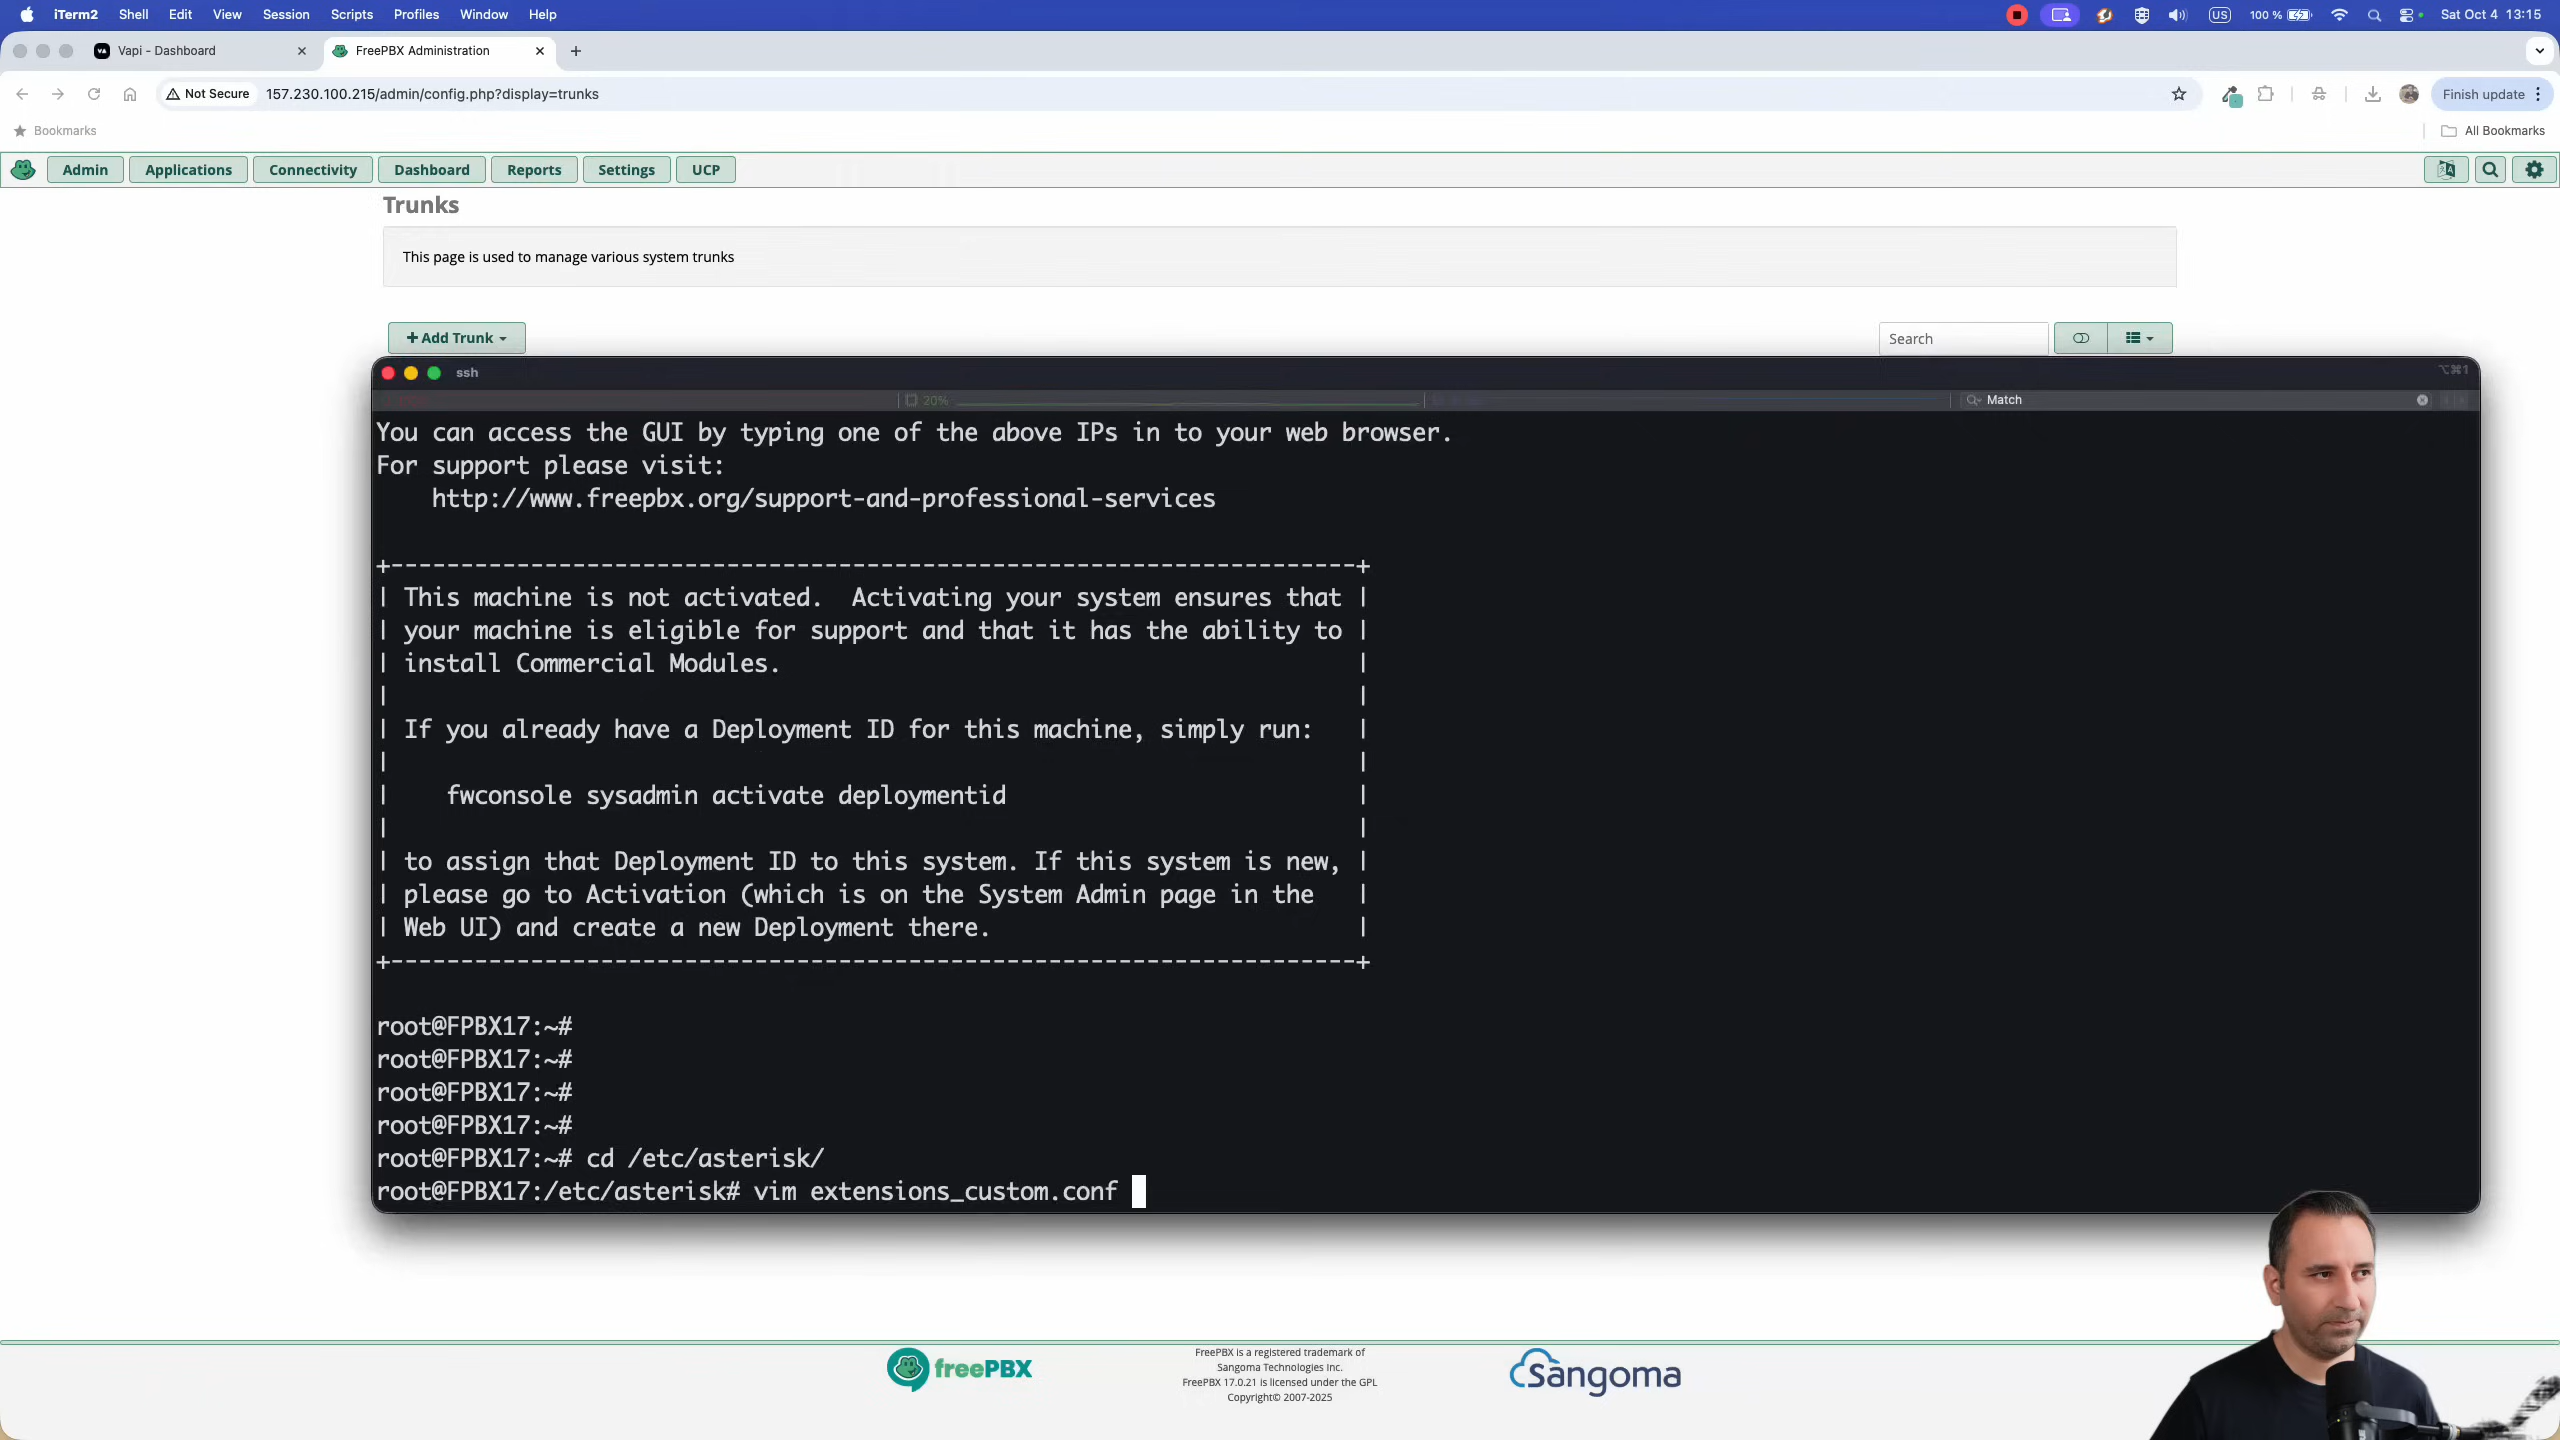 iTerm2 Shell Edit View Session Scripts Profiles Window Help
US 100 % Sat Oct 4 13:15
Vapi - Dashboard
FreePBX Administration
Not Secure 157.230.100.215/admin/config.php?display=trunks
Finish update
Bookmarks
All Bookmarks
Admin Applications Connectivity Dashboard Reports Settings UCP
Trunks
This page is used to manage various system trunks
+ Add Trunk
Search
ssh
⌥⌘1
20%
Match
You can access the GUI by typing one of the above IPs in to your web browser.
For support please visit:
http://www.freepbx.org/support-and-professional-services
+---------------------------------------------------------------------+
| This machine is not activated.  Activating your system ensures that |
| your machine is eligible for support and that it has the ability to |
| install Commercial Modules. |
| |
| If you already have a Deployment ID for this machine, simply run: |
| |
| fwconsole sysadmin activate deploymentid |
| |
| to assign that Deployment ID to this system. If this system is new, |
| please go to Activation (which is on the System Admin page in the |
| Web UI) and create a new Deployment there. |
+---------------------------------------------------------------------+
root@FPBX17:~#
root@FPBX17:~#
root@FPBX17:~#
root@FPBX17:~#
root@FPBX17:~# cd /etc/asterisk/
root@FPBX17:/etc/asterisk# vim extensions_custom.conf
freePBX
FreePBX is a registered trademark of
Sangoma Technologies Inc.
FreePBX 17.0.21 is licensed under the GPL
Copyright© 2007-2025
Sangoma